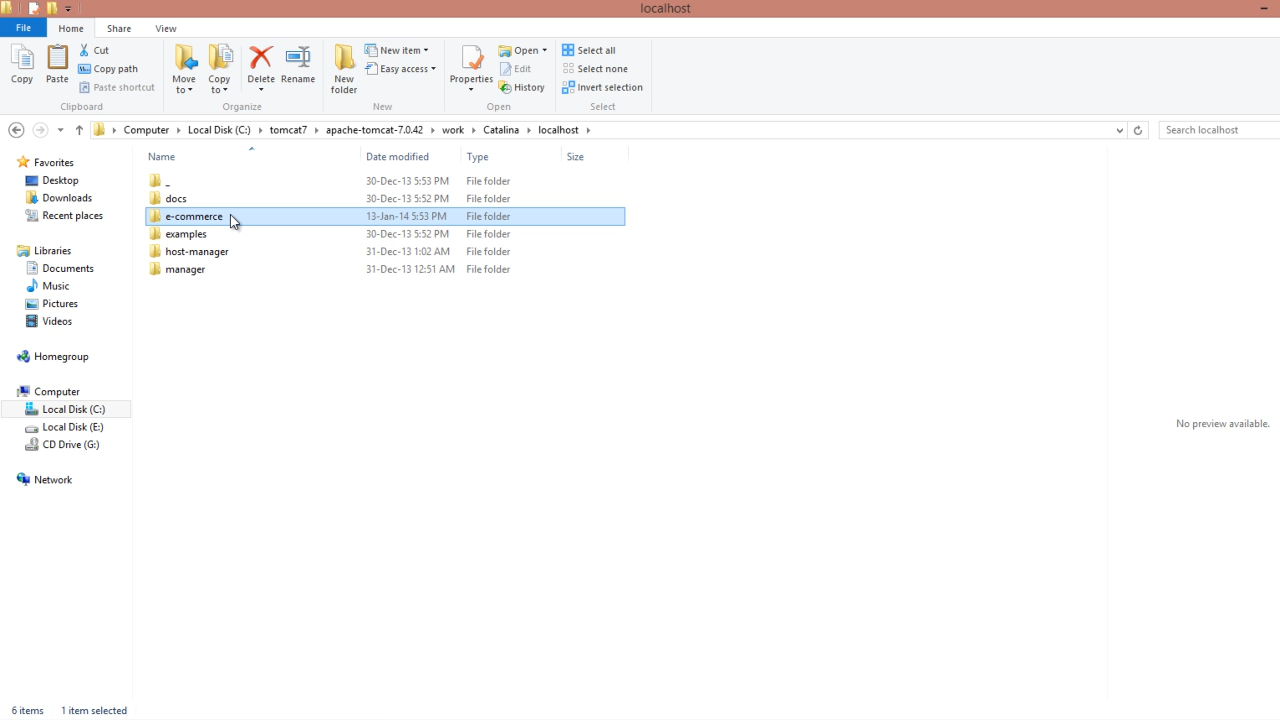 localhost
File Home Share View
Copy Paste Cut Copy path Paste shortcut Move to Copy to Delete Rename New folder New item Easy access Properties Open Edit History Select all Select none Invert selection
Clipboard Organize New Open Select
Computer Local Disk (C:) tomcat7 apache-tomcat-7.0.42 work Catalina localhost Search localhost
Name Date modified Type Size
Favorites
Desktop
Downloads
Recent places
Libraries
Documents
Music
Pictures
Videos
Homegroup
Computer
Local Disk (C:)
Local Disk (E:)
CD Drive (G:)
Network
_ 30-Dec-13 5:53 PM File folder
docs 30-Dec-13 5:52 PM File folder
e-commerce 13-Jan-14 5:53 PM File folder
examples 30-Dec-13 5:52 PM File folder
host-manager 31-Dec-13 1:02 AM File folder
manager 31-Dec-13 12:51 AM File folder
No preview available.
6 items 1 item selected